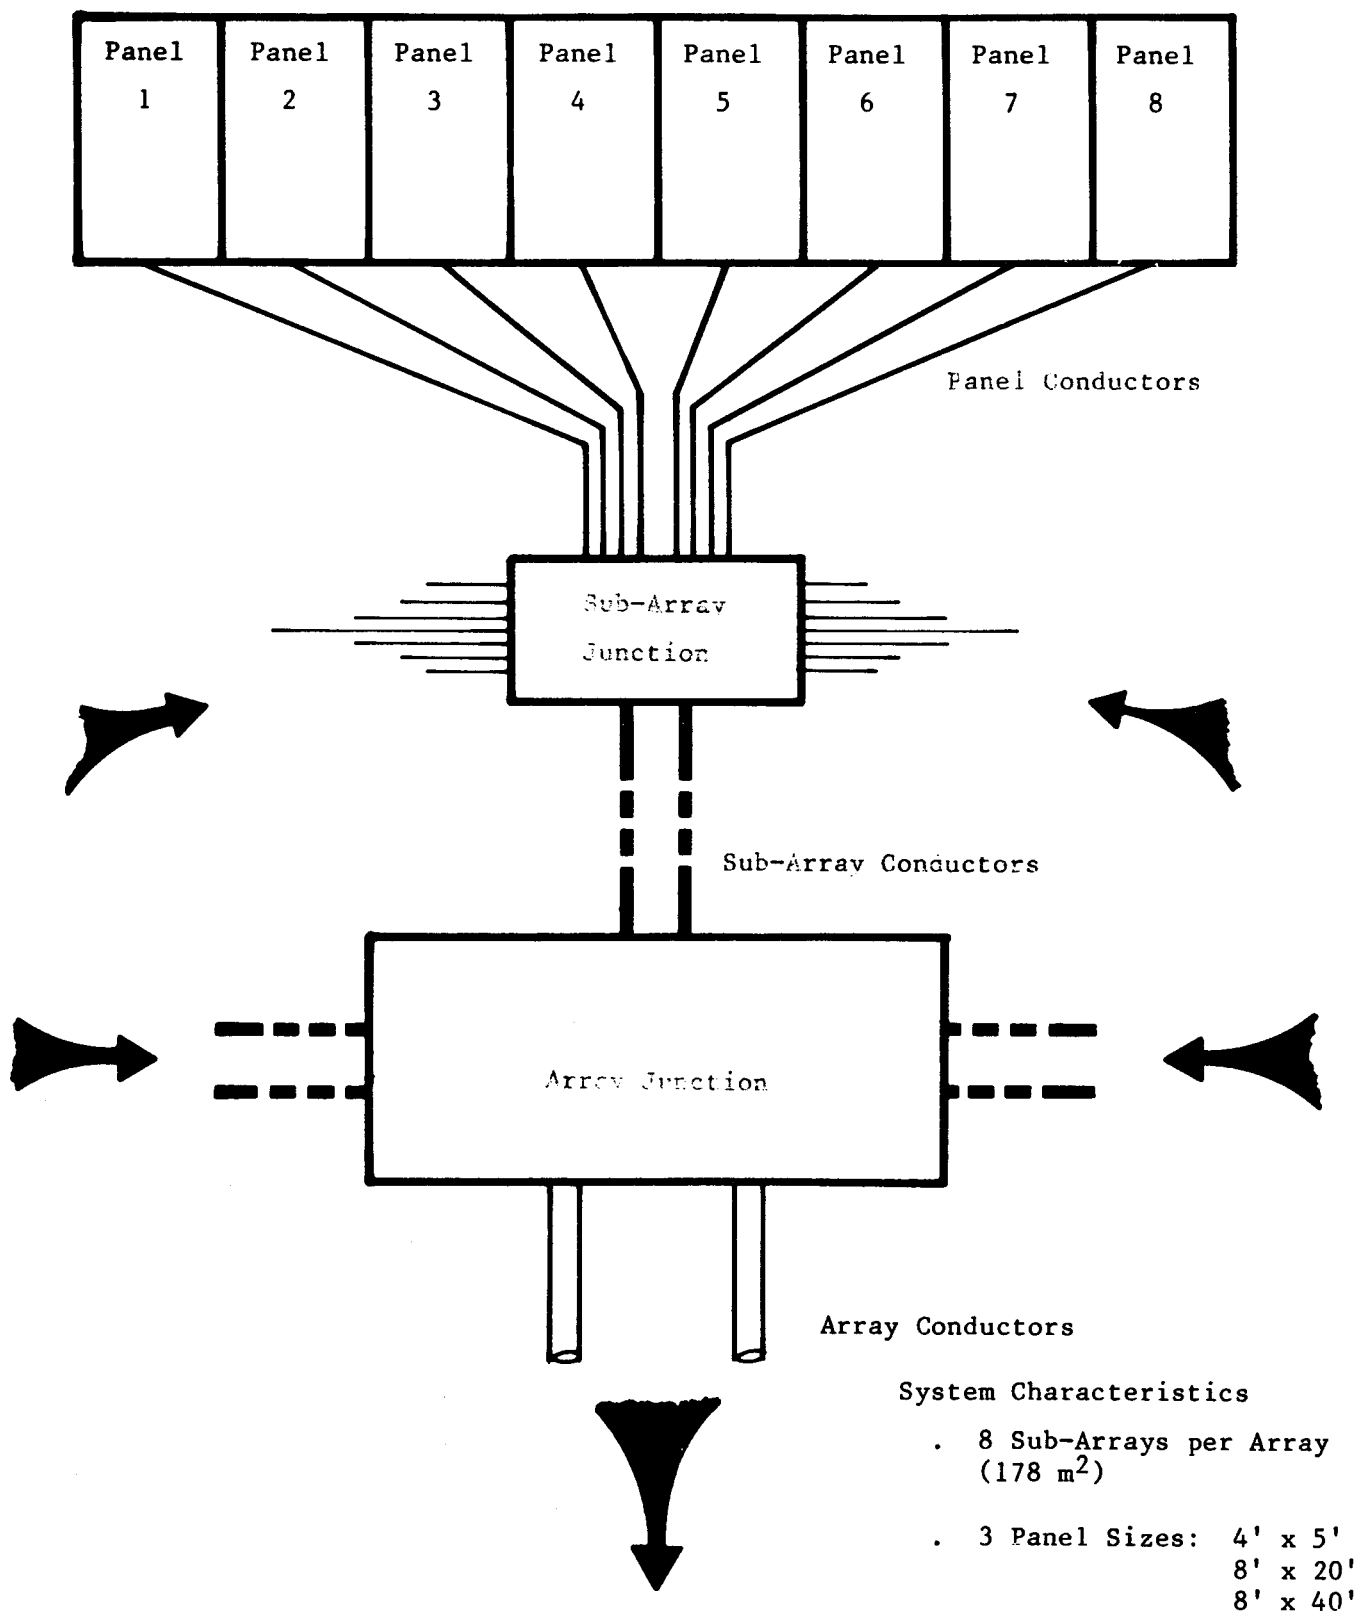 Panel Panel Panel Panel Panel Panel Panel Panel
1 2 3 4 5 6 7 8
Panel Conductors
Sub-Array
Junction
Sub-Array Conductors
Array Junction
Array Conductors
System Characteristics
. 8 Sub-Arrays per Array
(178 m²)
. 3 Panel Sizes: 4' x 5'
8' x 20'
8' x 40'